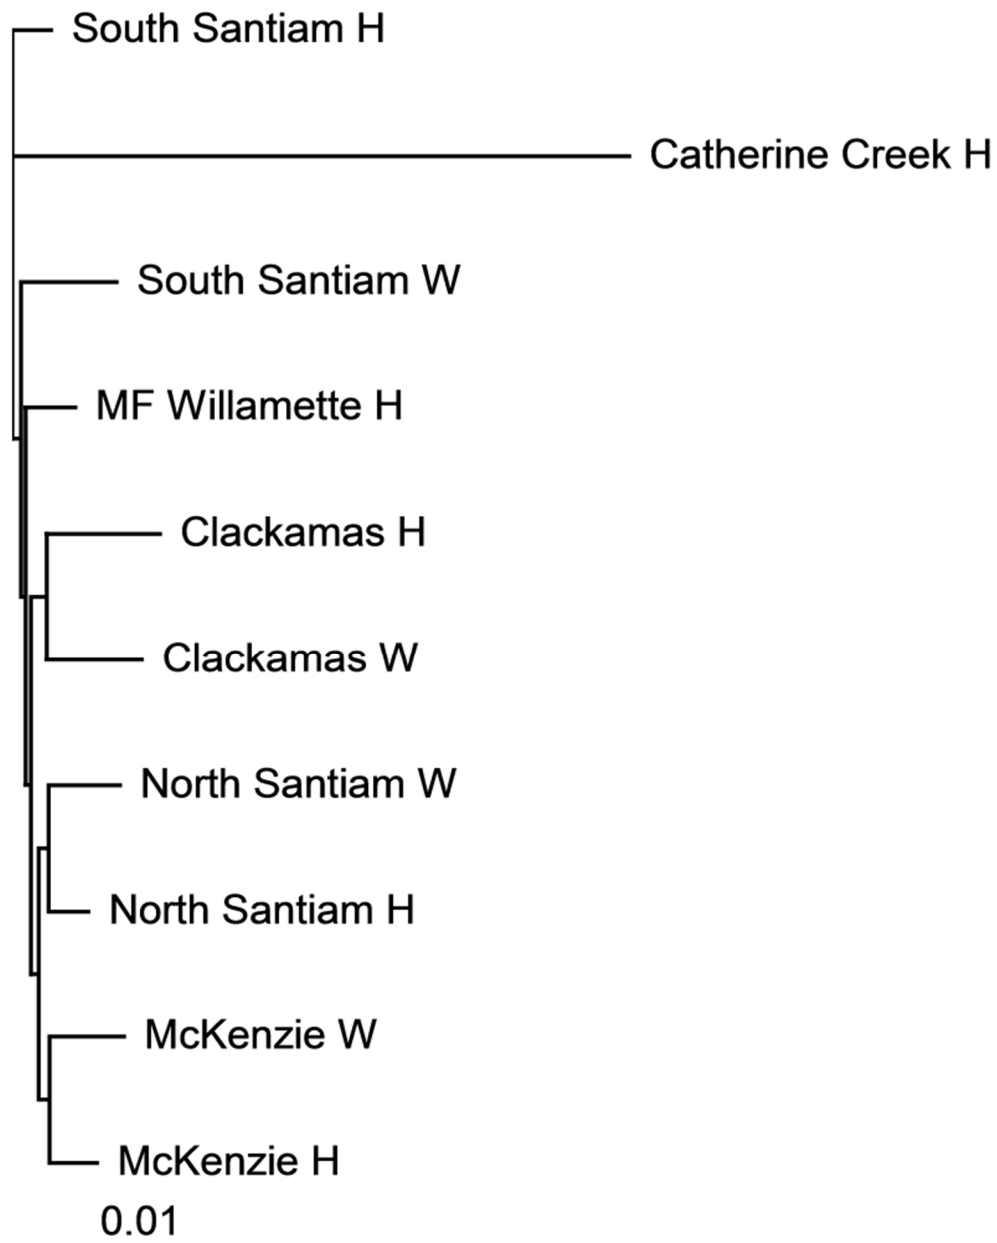 South Santiam H
Catherine Creek H
South Santiam W
MF Willamette H
Clackamas H
Clackamas W
North Santiam W
North Santiam H
McKenzie W
McKenzie H
0.01